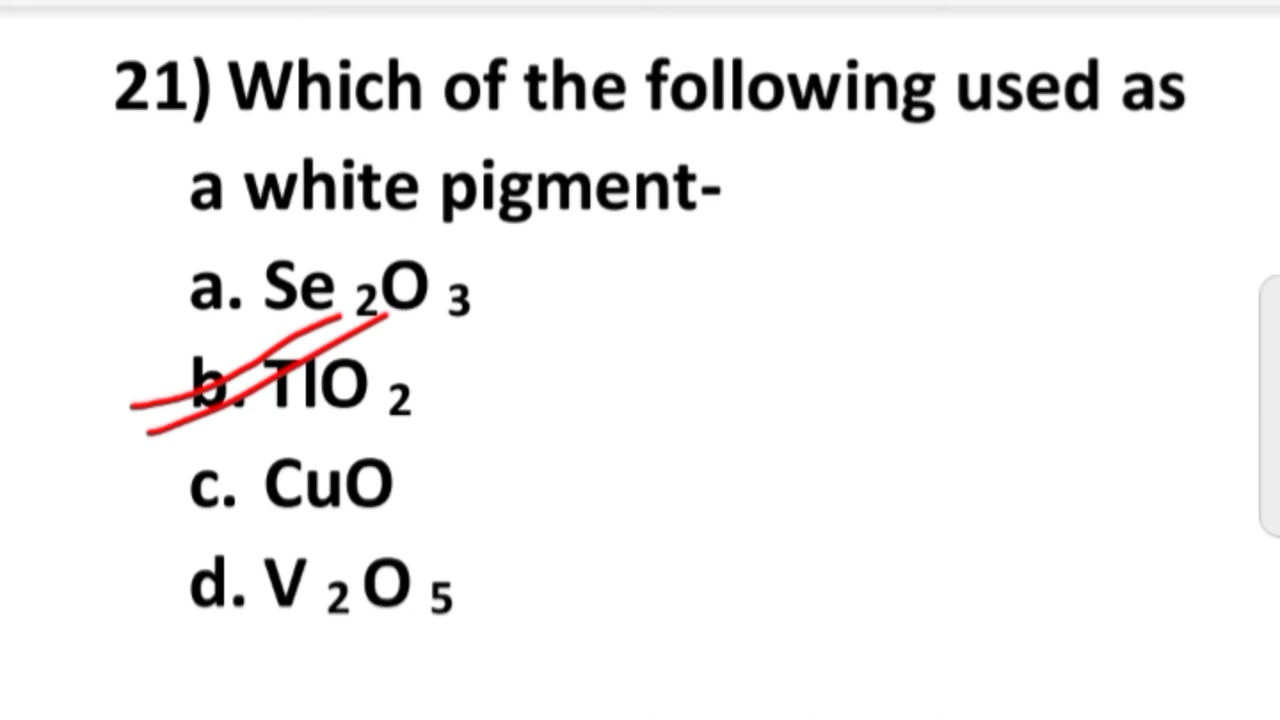 21) Which of the following used as
a white pigment-
a. Se 2O 3
b. TIO 2
c. CuO
d. V 2 O 5